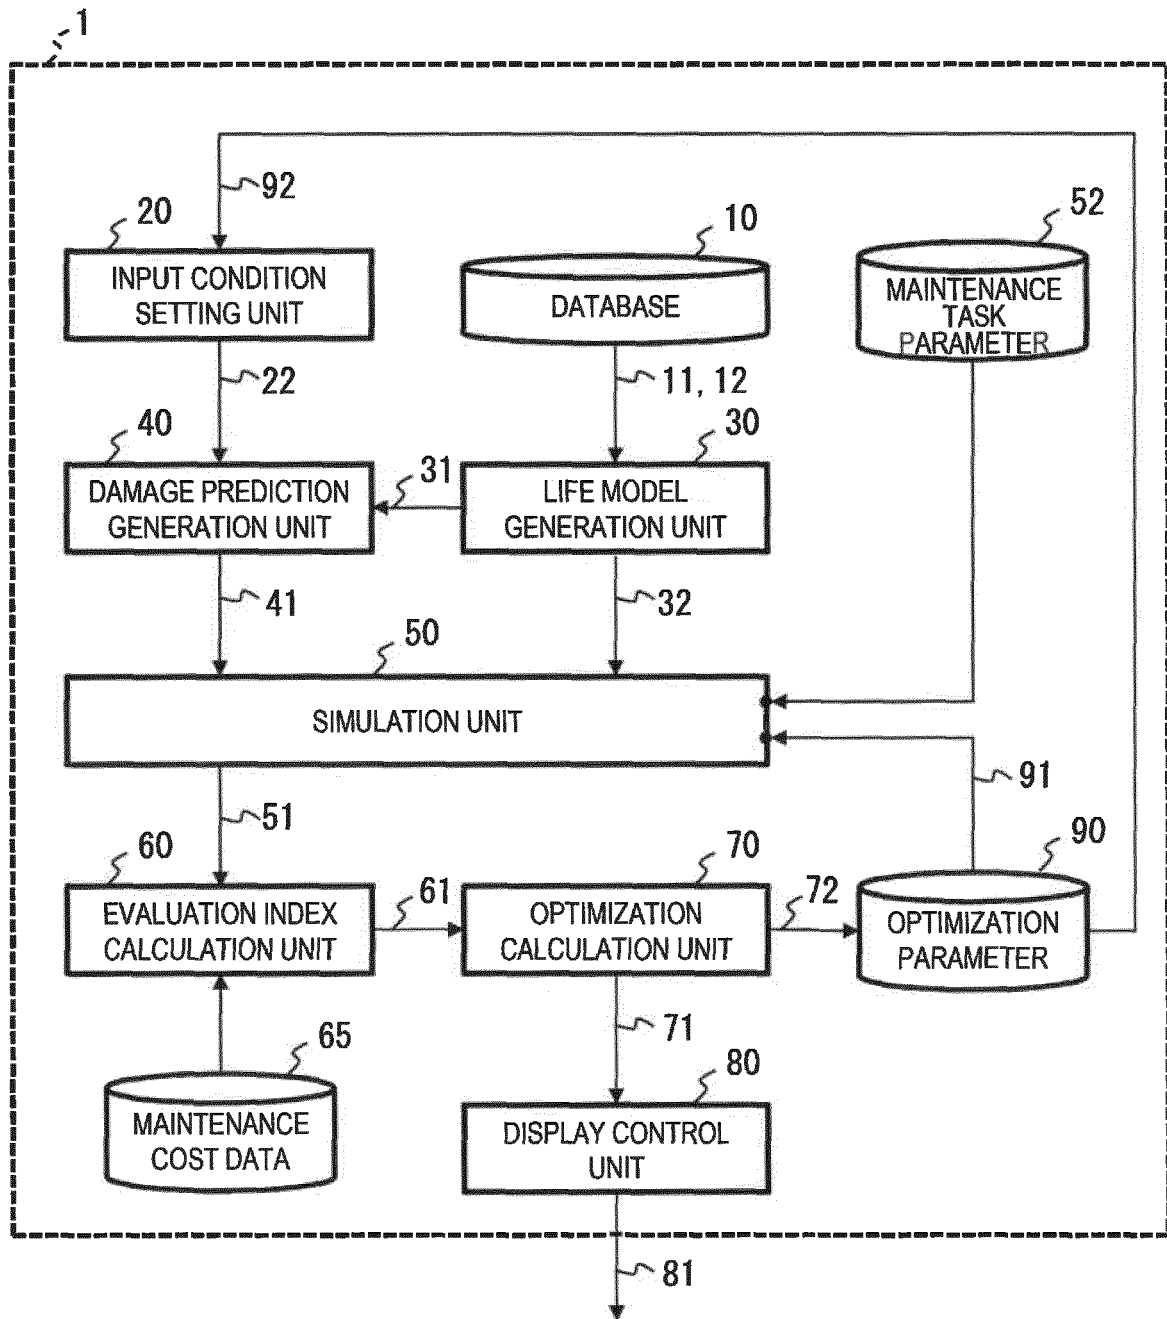 1
92
20
10
52
INPUT CONDITION
SETTING UNIT
DATABASE
MAINTENANCE
TASK
PARAMETER
22
11, 12
40
31
30
DAMAGE PREDICTION
GENERATION UNIT
LIFE MODEL
GENERATION UNIT
41
32
50
SIMULATION UNIT
51
91
60
61
70
72
90
EVALUATION INDEX
CALCULATION UNIT
OPTIMIZATION
CALCULATION UNIT
OPTIMIZATION
PARAMETER
65
71
80
MAINTENANCE
COST DATA
DISPLAY CONTROL
UNIT
81